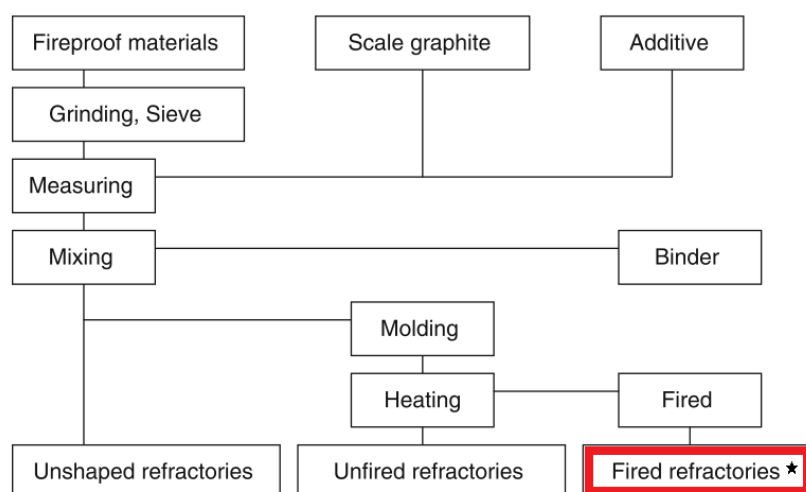 Fireproof materials
Scale graphite
Additive
Grinding, Sieve
Measuring
Mixing
Binder
Molding
Heating
Fired
Unshaped refractories
Unfired refractories
Fired refractories ★